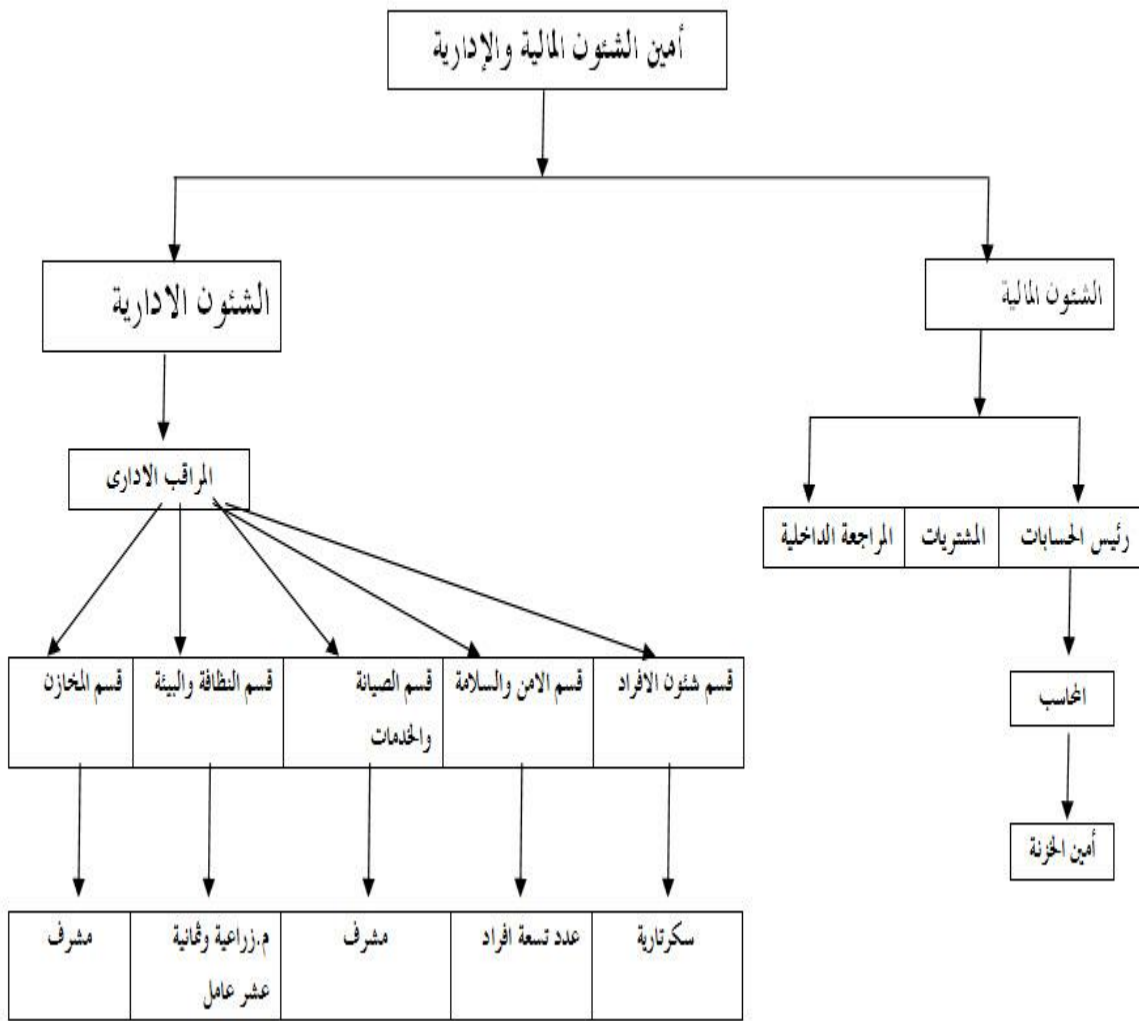 أمين الشئون المالية والإدارية
الشئون المالية
الشئون الادارية
المراقب الادارى
رئيس الحسابات
المشتريات
المراجعة الداخلية
قسم شئون الافراد
قسم الامن والسلامة
قسم الصيانة
والخدمات
قسم النظافة والبيئة
قسم المخازن
المحاسب
أمين الخزنة
سكرتارية
عدد تسعة افراد
مشرف
م.زراعية وثمانية
عشر عامل
مشرف